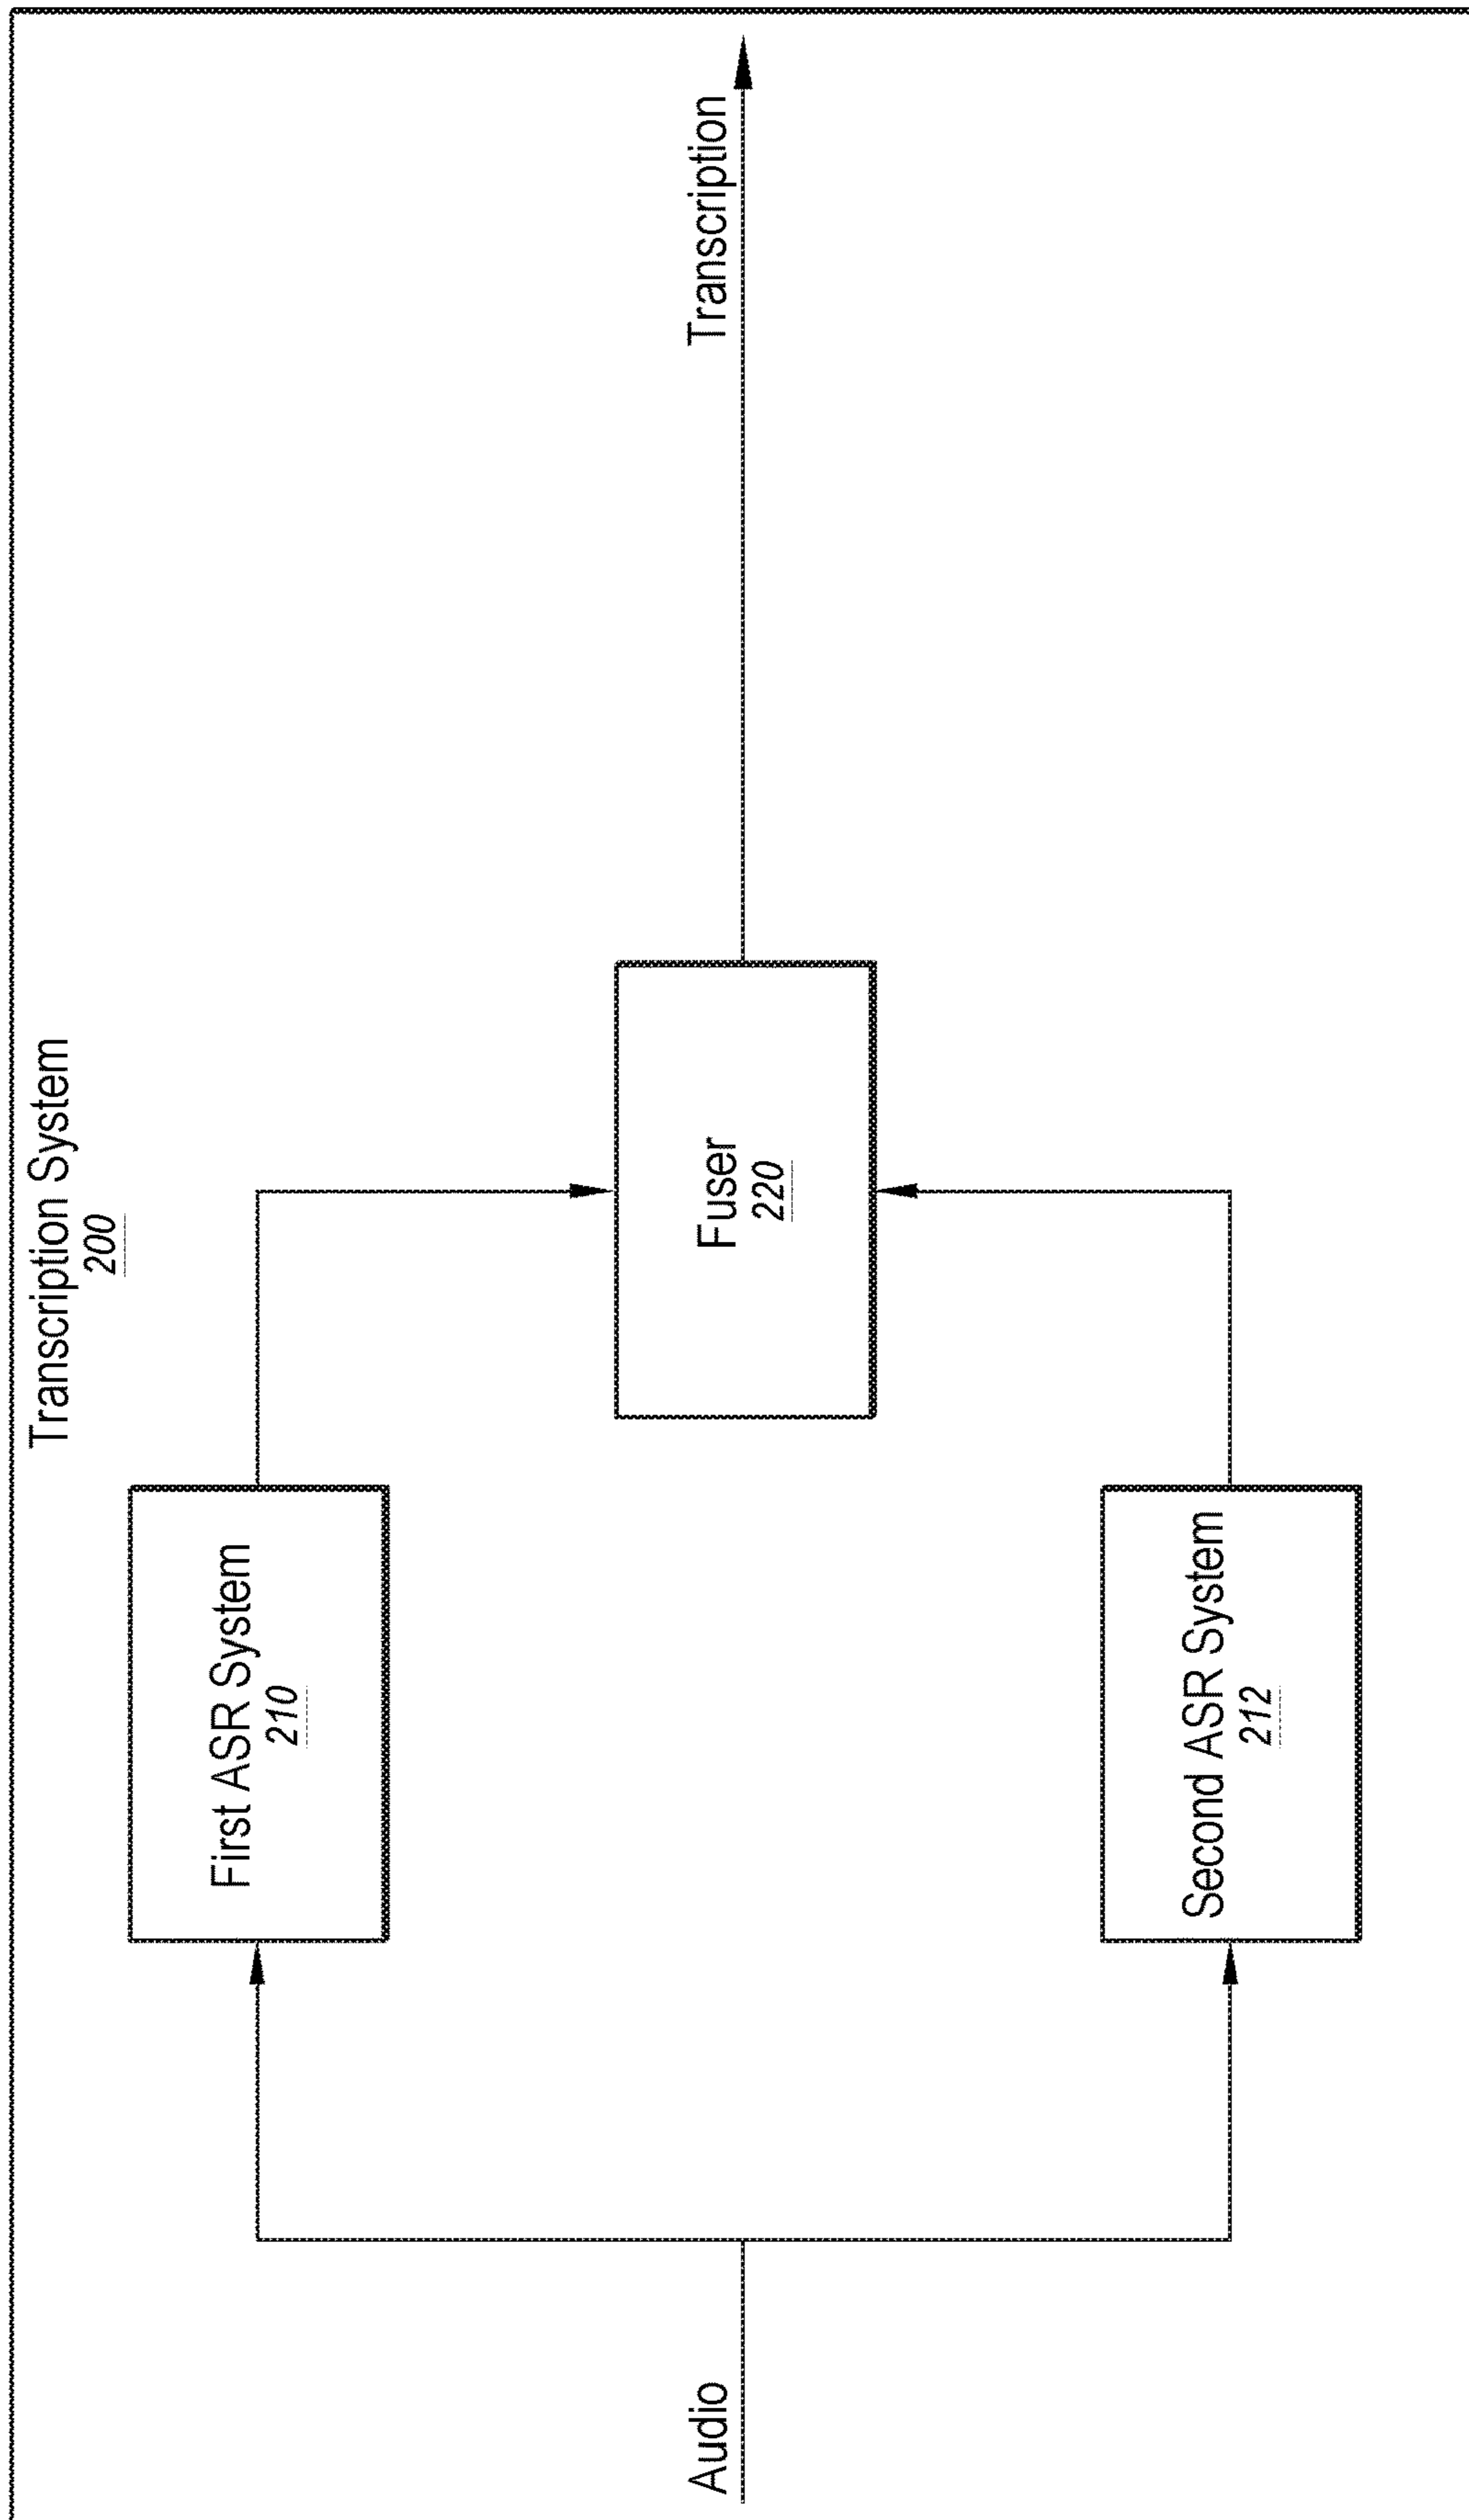 Transcription System
200
First ASR System
210
Audio
Fuser
220
Transcription
Second ASR System
212